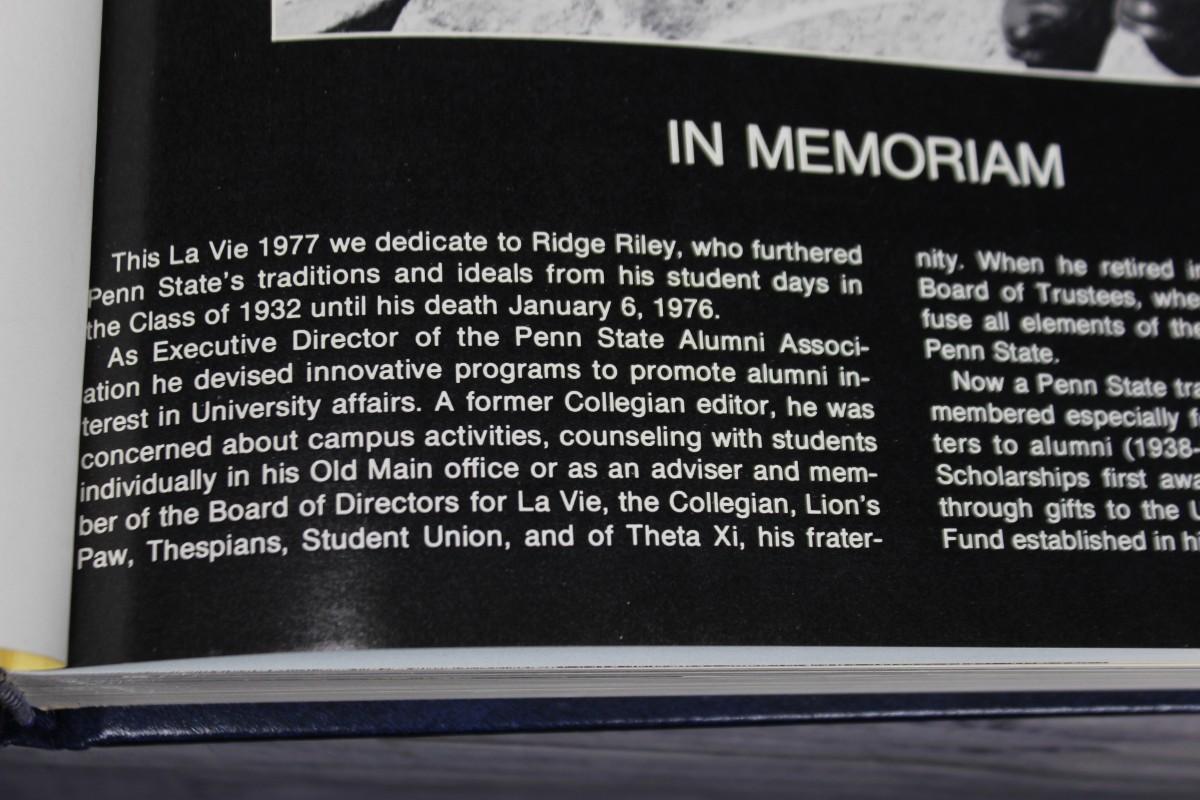 IN MEMORIAM
This La Vie 1977 we dedicate to Ridge Riley, who furthered
Penn State's traditions and ideals from his student days in
the Class of 1932 until his death January 6, 1976.
As Executive Director of the Penn State Alumni Associ-
ation he devised innovative programs to promote alumni in-
terest in University affairs. A former Collegian editor, he was
concerned about campus activities, counseling with students
individually in his Old Main office or as an adviser and mem-
ber of the Board of Directors for La Vie, the Collegian, Lion's
Paw, Thespians, Student Union, and of Theta Xi, his frater-
nity. When he retired
Board of Trustees,
fuse all elements of
Penn State.
Now a Penn State
membered especially
ters to alumni (1938-
Scholarships first
through gifts to the
Fund established in